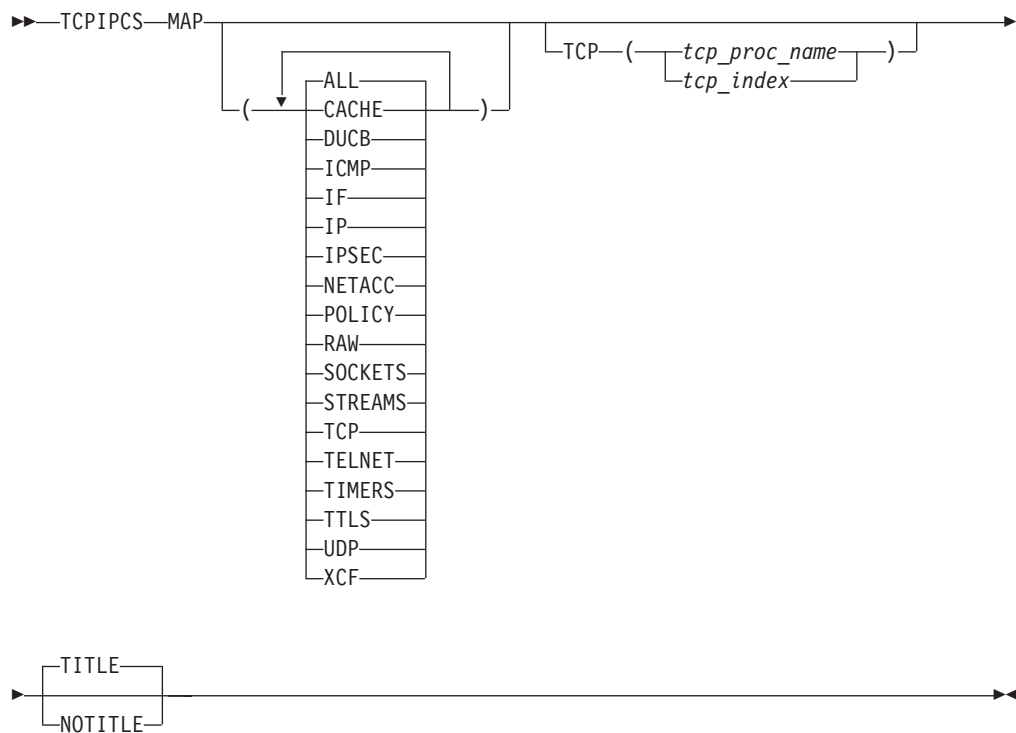 TCPIPCS MAP
TCP ( tcp_proc_name )
tcp_index
ALL
( CACHE )
DUCB
ICMP
IF
IP
IPSEC
NETACC
POLICY
RAW
SOCKETS
STREAMS
TCP
TELNET
TIMERS
TTLS
UDP
XCF
TITLE
NOTITLE